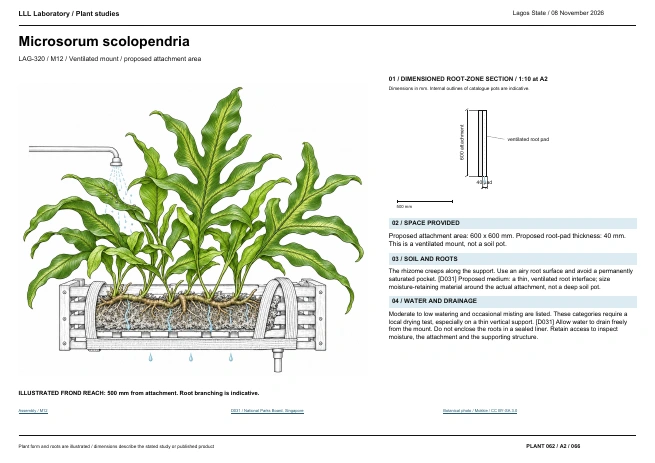 LLL Laboratory / Plant studies
Lagos State / 08 November 2026
Microsorum scolopendria
LAG-320 / M12 / Ventilated mount / proposed attachment area
01 / DIMENSIONED ROOT-ZONE SECTION / 1:10 at A2
Dimensions in mm. Internal outlines of catalogue pots are indicative.
600 attachment
ventilated root pad
40 pad
500 mm
02 / SPACE PROVIDED
Proposed attachment area: 600 x 600 mm. Proposed root-pad thickness: 40 mm.
This is a ventilated mount, not a soil pot.
03 / SOIL AND ROOTS
The rhizome creeps along the support. Use an airy root surface and avoid a permanently
saturated pocket. [D031] Proposed medium: a thin, ventilated root interface; size
moisture-retaining material around the actual attachment, not a deep soil pot.
04 / WATER AND DRAINAGE
Moderate to low watering and occasional misting are listed. These categories require a
local drying test, especially on a thin vertical support. [D031] Allow water to drain freely
from the mount. Do not enclose the roots in a sealed liner. Retain access to inspect
moisture, the attachment and the supporting structure.
ILLUSTRATED FROND REACH: 500 mm from attachment. Root branching is indicative.
Assembly / M12
D031 / National Parks Board, Singapore
Botanical photo / Mokkie / CC BY-SA 3.0
Plant form and roots are illustrated / dimensions describe the stated study or published product
PLANT 062 / A2 / 066